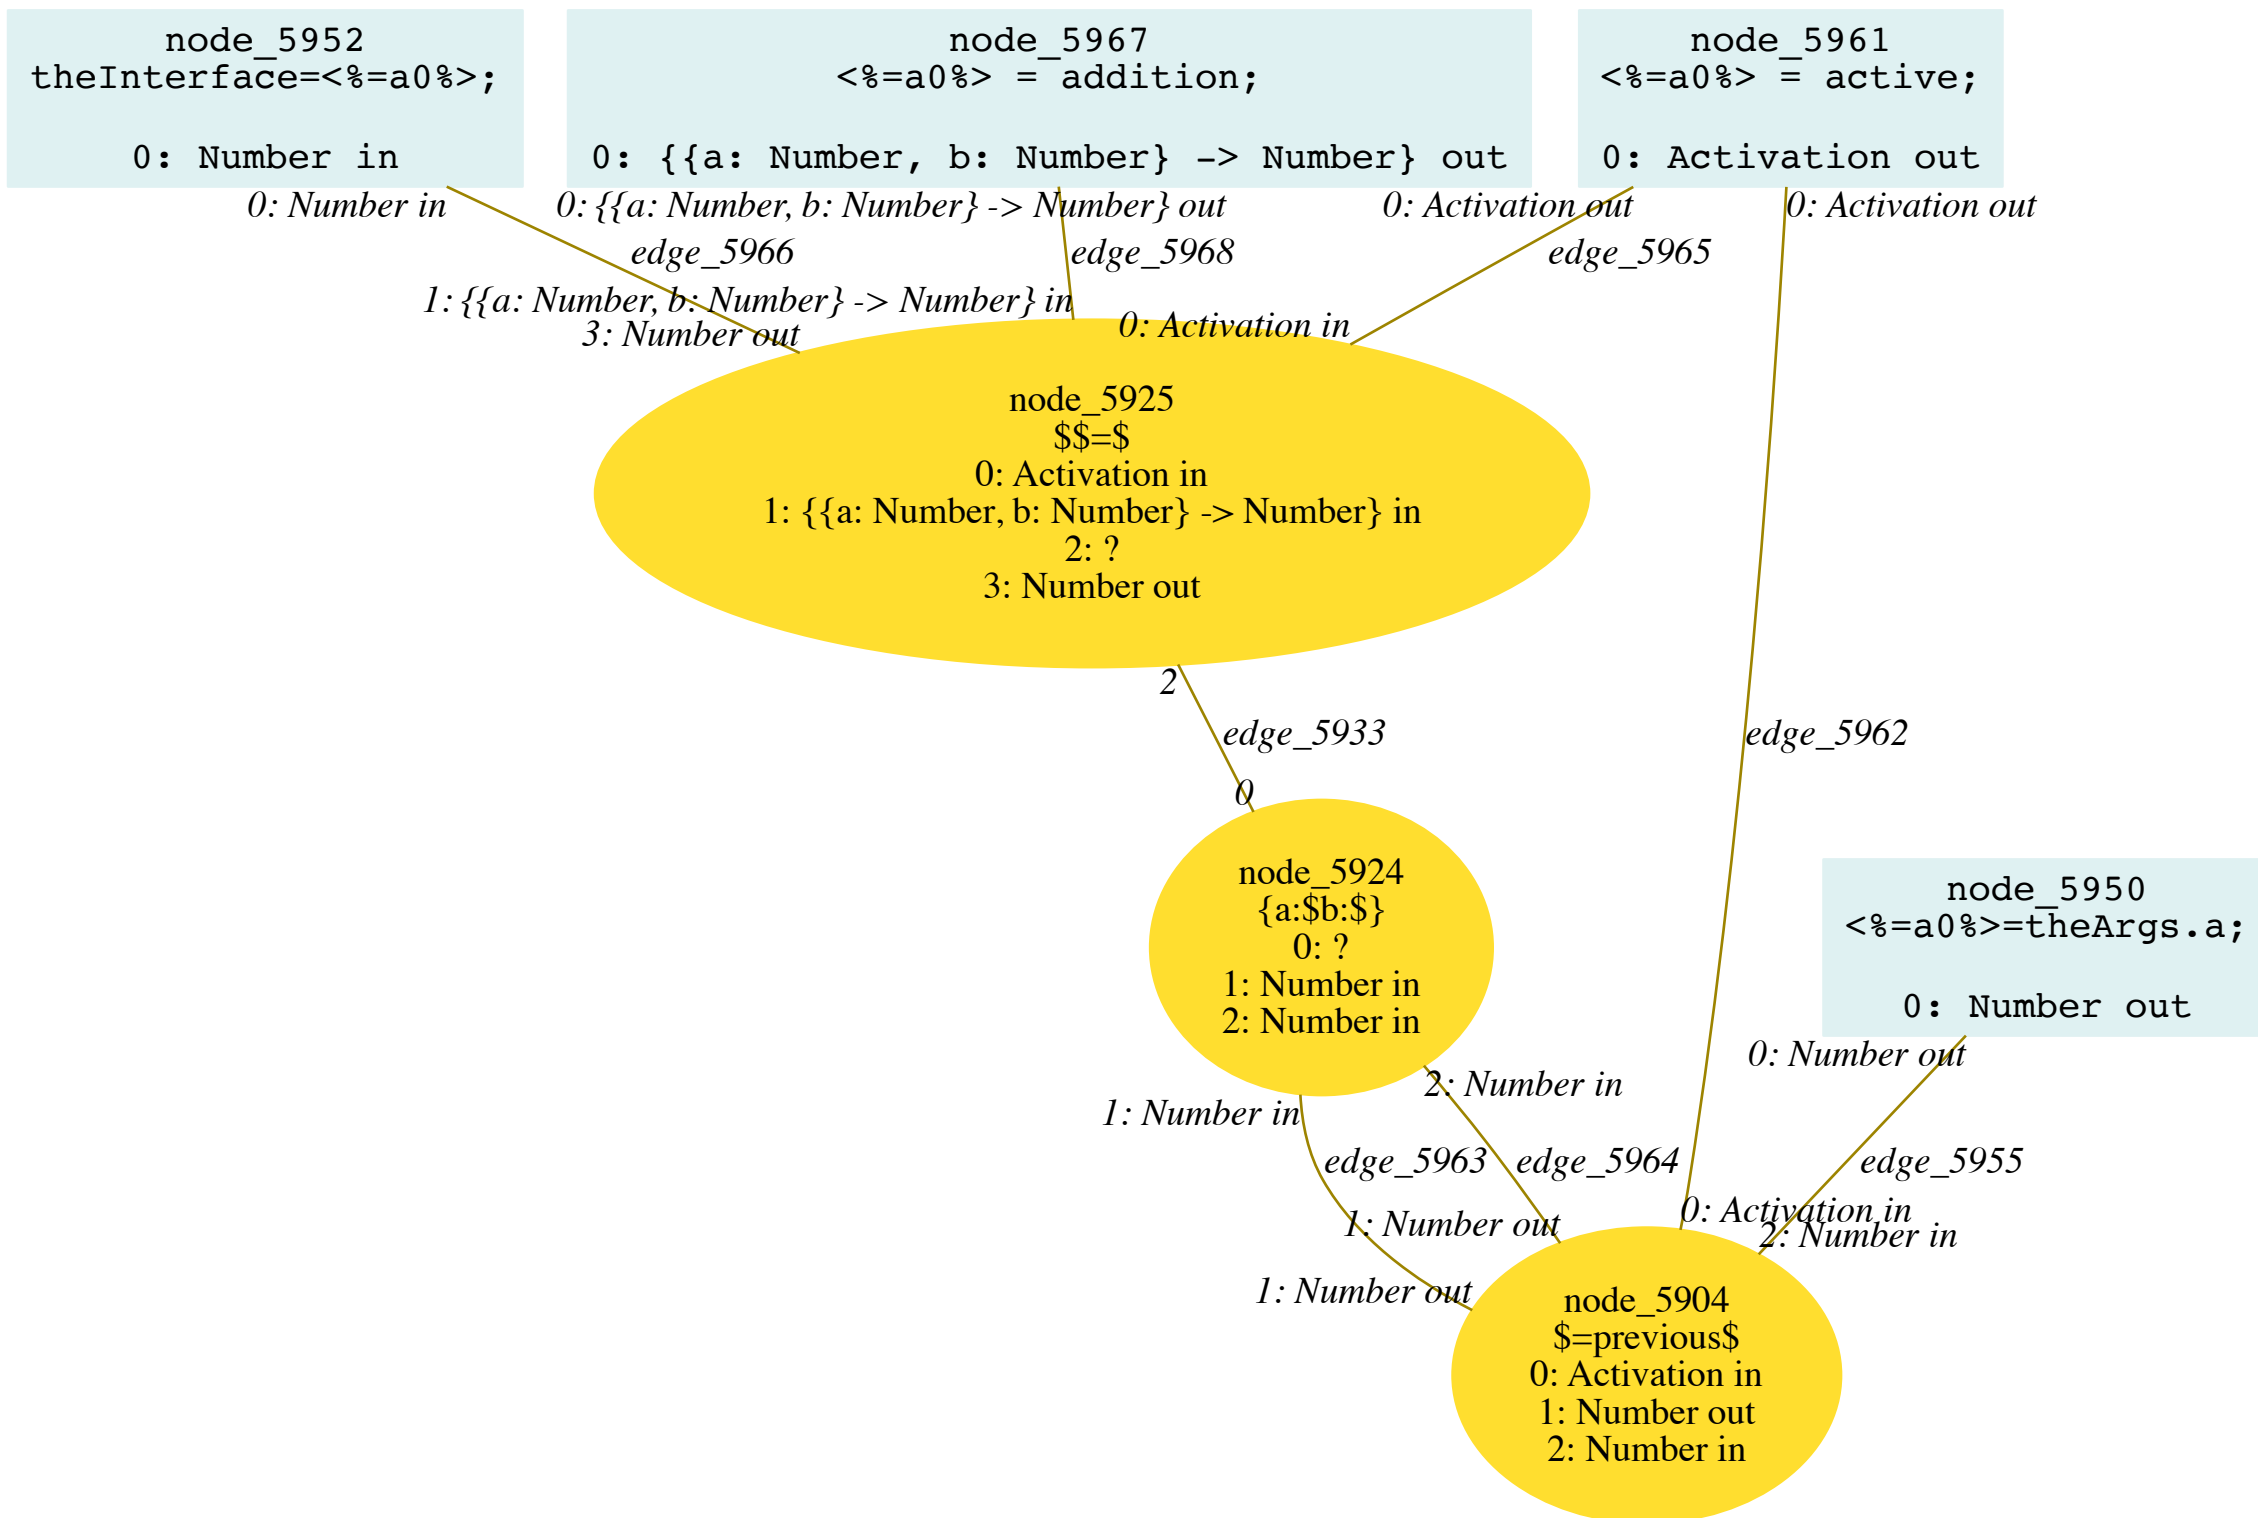 node_5952
theInterface=<%=a0%>;
0: Number in
node_5967
<%=a0%> = addition;
0: {{a: Number, b: Number} -> Number} out
node_5961
<%=a0%> = active;
0: Activation out
0: Number in
0: {{a: Number, b: Number} -> Number} out
0: Activation out
0: Activation out
edge_5966
edge_5968
edge_5965
1: {{a: Number, b: Number} -> Number} in
3: Number out
0: Activation in
node_5925
$$=$
0: Activation in
1: {{a: Number, b: Number} -> Number} in
2: ?
3: Number out
2
edge_5933
edge_5962
0
node_5924
{a:$b:$}
0: ?
1: Number in
2: Number in
node_5950
<%=a0%>=theArgs.a;
0: Number out
0: Number out
2: Number in
1: Number in
edge_5963
edge_5964
edge_5955
0: Activation in
1: Number out
2: Number in
1: Number out
node_5904
$=previous$
0: Activation in
1: Number out
2: Number in